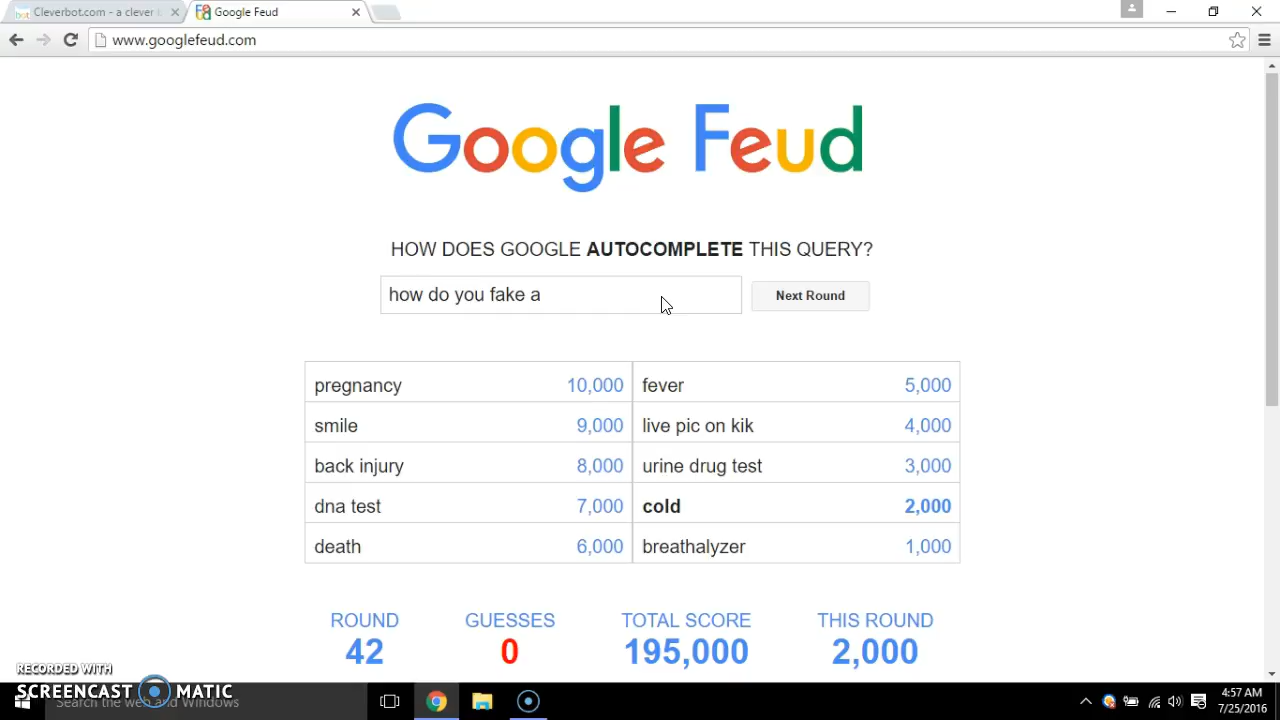 Cleverbot.com - a clever
Google Feud
www.googlefeud.com
Google Feud
HOW DOES GOOGLE AUTOCOMPLETE THIS QUERY?
how do you fake a
Next Round
pregnancy 10,000 fever 5,000
smile 9,000 live pic on kik 4,000
back injury 8,000 urine drug test 3,000
dna test 7,000 cold 2,000
death 6,000 breathalyzer 1,000
ROUND GUESSES TOTAL SCORE THIS ROUND
42 0 195,000 2,000
RECORDED WITH
SCREENCAST MATIC
Search the web and Windows
4:57 AM
7/25/2016